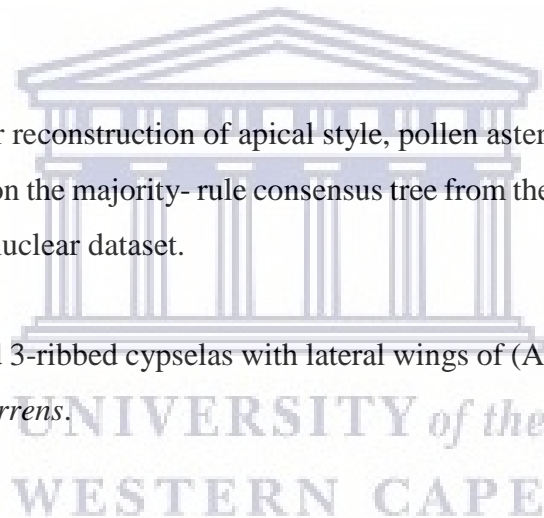 reconstruction of apical style, pollen aster
on the majority- rule consensus tree from the
nuclear dataset.
3-ribbed cypselas with lateral wings of (A
rrens.
UNIVERSITY of the
WESTERN CAPE